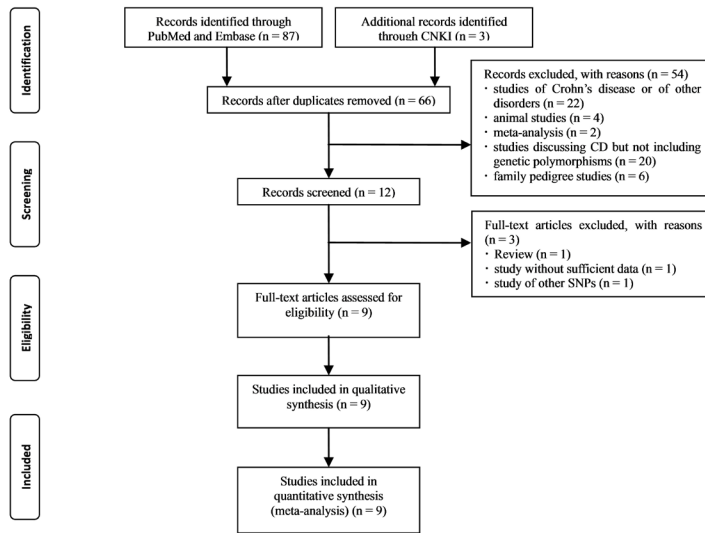 Records identified through
PubMed and Embase (n = 87)
Additional records identified
through CNKI (n = 3)
Identification
Records after duplicates removed (n = 66)
Records excluded, with reasons (n = 54)
· studies of Crohn's disease or of other
disorders (n = 22)
· animal studies (n = 4)
· meta-analysis (n = 2)
· studies discussing CD but not including
genetic polymorphisms (n = 20)
· family pedigree studies (n = 6)
Screening
Records screened (n = 12)
Full-text articles excluded, with reasons
(n = 3)
· Review (n = 1)
· study without sufficient data (n = 1)
· study of other SNPs (n = 1)
Eligibility
Full-text articles assessed for
eligibility (n = 9)
Studies included in qualitative
synthesis (n = 9)
Included
Studies included in
quantitative synthesis
(meta-analysis) (n = 9)